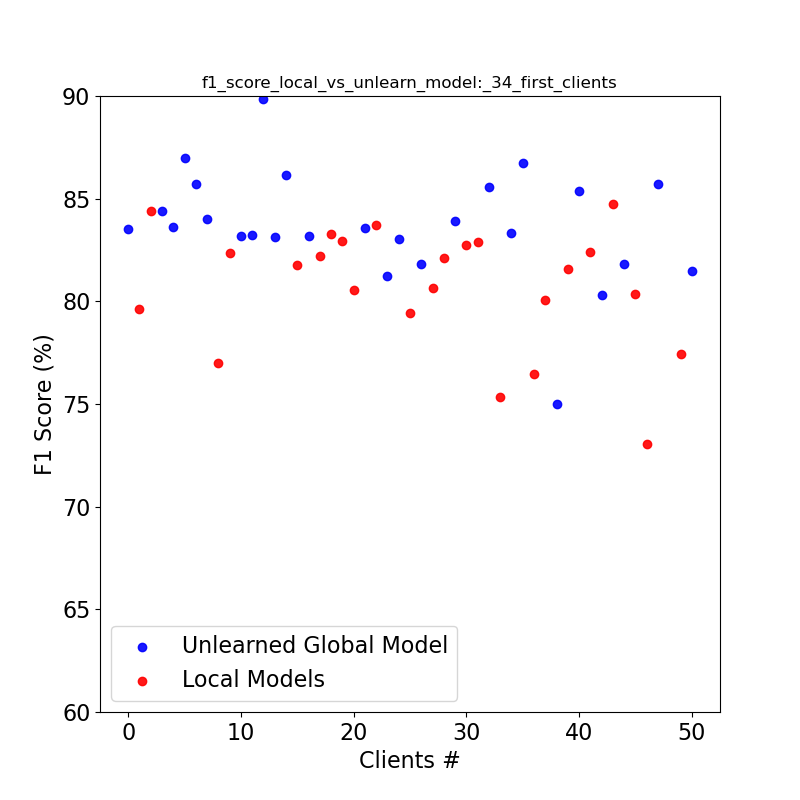 f1_score_local_vs_unlearn_model:_34_first_clients
90
85
80
75
70
65
60
F1 Score (%)
Unlearned Global Model
Local Models
0 10 20 30 40 50
Clients #